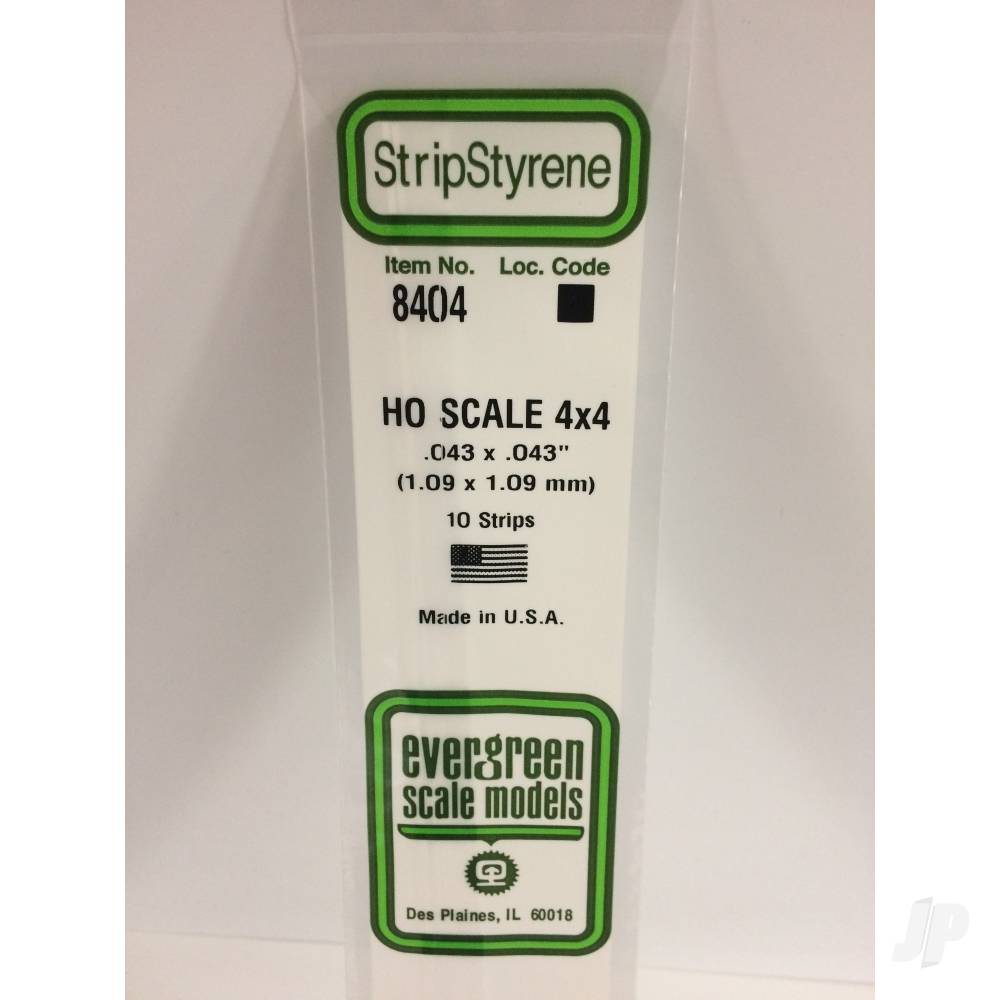 StripStyrene
Item No. Loc. Code
8404
HO SCALE 4x4
.043 x .043"
(1.09 x 1.09 mm)
10 Strips
Made in U.S.A.
evergreen
scale models
Des Plaines, IL 60018
JP